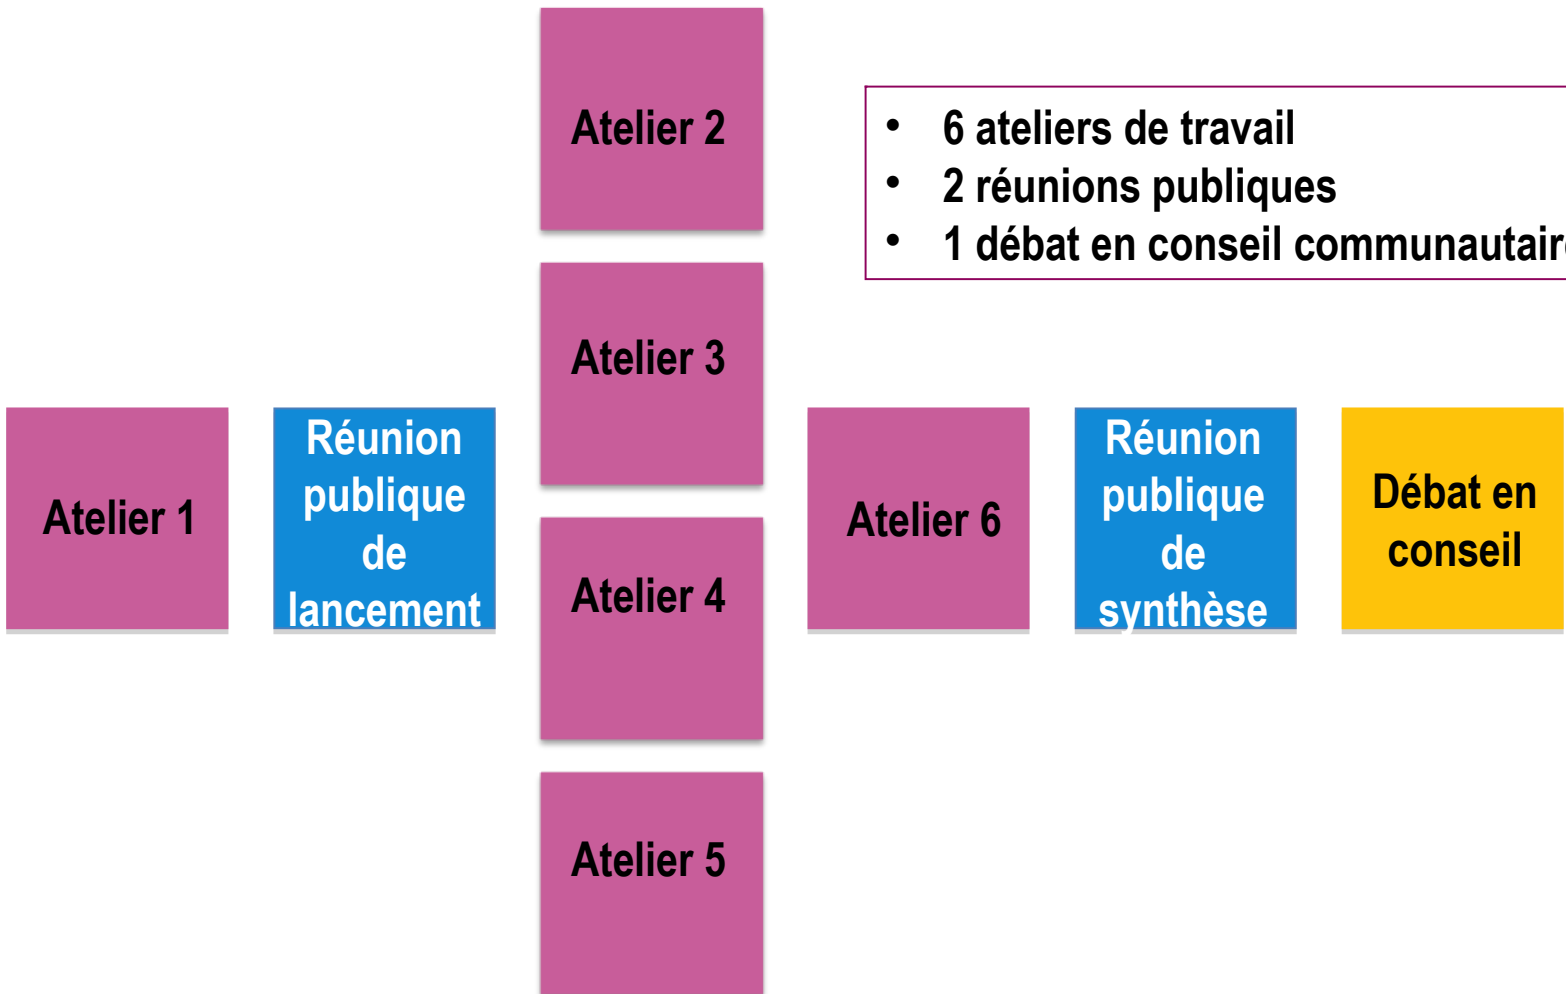 Atelier 2
• 6 ateliers de travail
• 2 réunions publiques
• 1 débat en conseil communautaire
Atelier 3
Atelier 1
Réunion
publique
de
lancement
Atelier 4
Atelier 6
Réunion
publique
de
synthèse
Débat en
conseil
Atelier 5